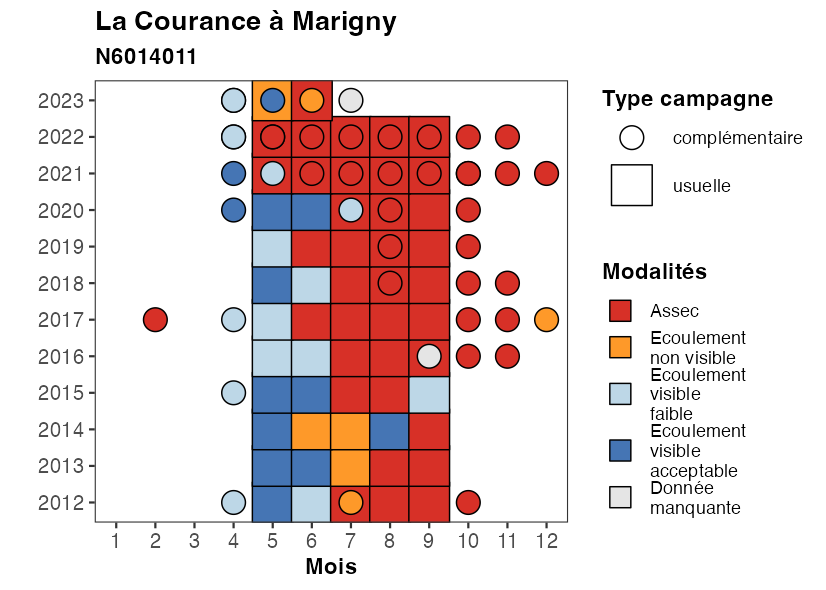 La Courance à Marigny
N6014011
2023
2022
2021
2020
2019
2018
2017
2016
2015
2014
2013
2012
1 2 3 4 5 6 7 8 9 10 11 12
Mois
Type campagne
complémentaire
usuelle
Modalités
Assec
Ecoulement
non visible
Ecoulement
visible
faible
Ecoulement
visible
acceptable
Donnée
manquante